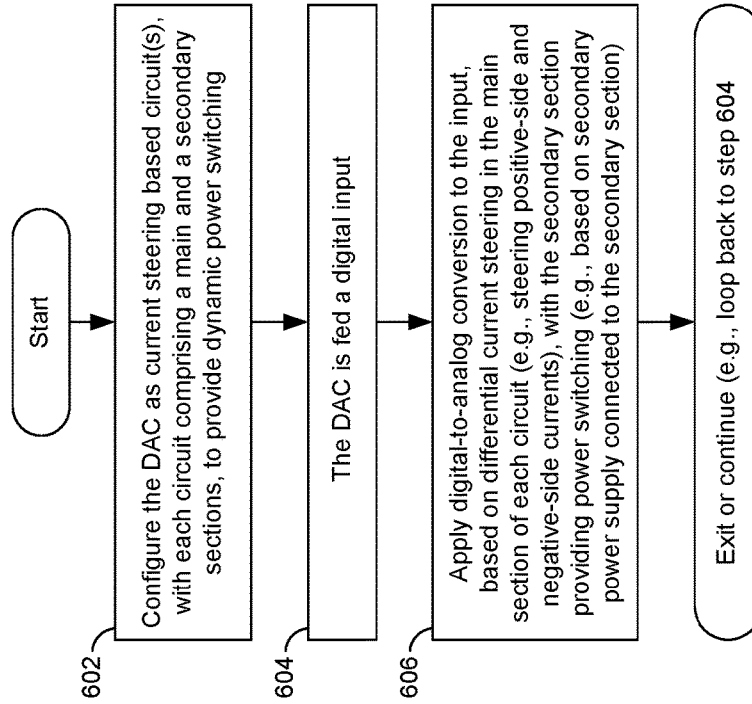 Start
602
Configure the DAC as current steering based circuit(s),
with each circuit comprising a main and a secondary
sections, to provide dynamic power switching
604
The DAC is fed a digital input
606
Apply digital-to-analog conversion to the input,
based on differential current steering in the main
section of each circuit (e.g., steering positive-side and
negative-side currents), with the secondary section
providing power switching (e.g., based on secondary
power supply connected to the secondary section)
Exit or continue (e.g., loop back to step 604